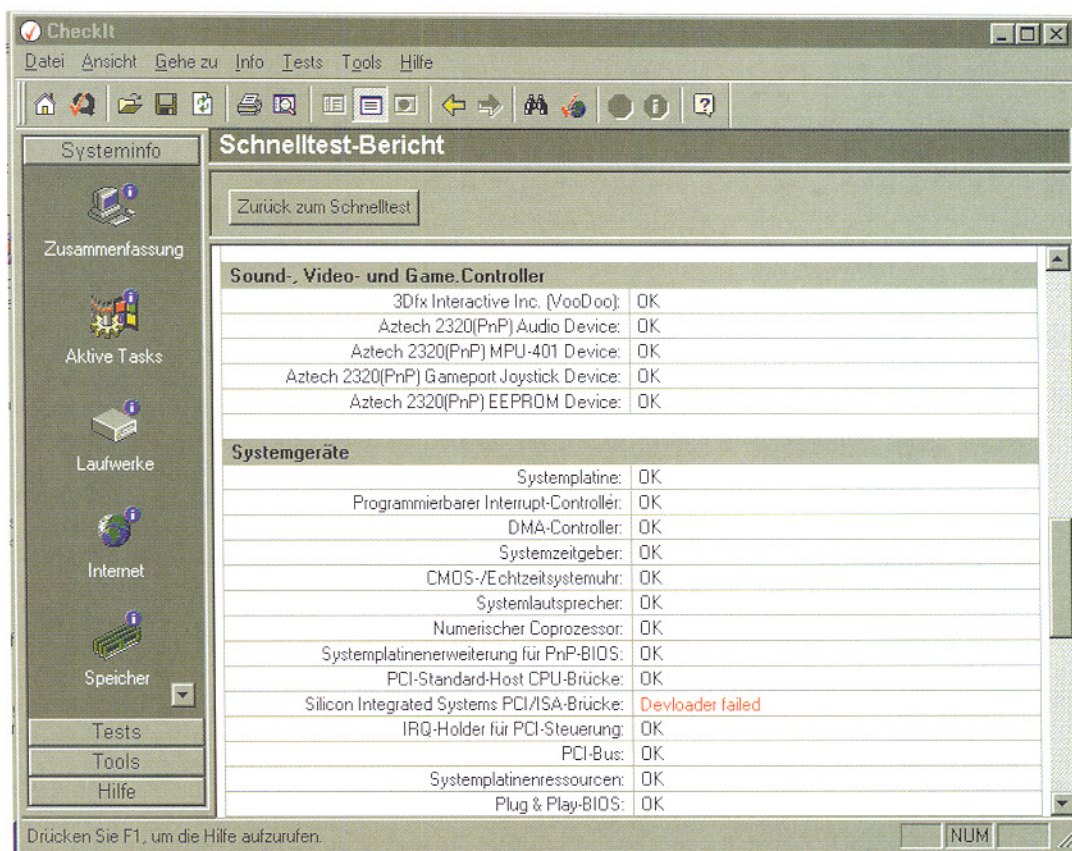 CheckIt
Datei Ansicht Gehe zu Info Tests Tools Hilfe
Systeminfo
Zusammenfassung
Aktive Tasks
Laufwerke
Internet
Speicher
Tests
Tools
Hilfe
Schnelltest-Bericht
Zurück zum Schnelltest
Sound-, Video- und Game.Controller
3Dfx Interactive Inc. (VooDoo): OK
Aztech 2320(PnP) Audio Device: OK
Aztech 2320(PnP) MPU-401 Device: OK
Aztech 2320(PnP) Gameport Joystick Device: OK
Aztech 2320(PnP) EEPROM Device: OK
Systemgeräte
Systemplatine: OK
Programmierbarer Interrupt-Controller: OK
DMA-Controller: OK
Systemzeitgeber: OK
CMOS-/Echtzeitsystemuhr: OK
Systemlautsprecher: OK
Numerischer Coprozessor: OK
Systemplatinenerweiterung für PnP-BIOS: OK
PCI-Standard-Host CPU-Brücke: OK
Silicon Integrated Systems PCI/ISA-Brücke: Devloader failed
IRQ-Holder für PCI-Steuerung: OK
PCI-Bus: OK
Systemplatinenressourcen: OK
Plug & Play-BIOS: OK
Drücken Sie F1, um die Hilfe aufzurufen.
NUM